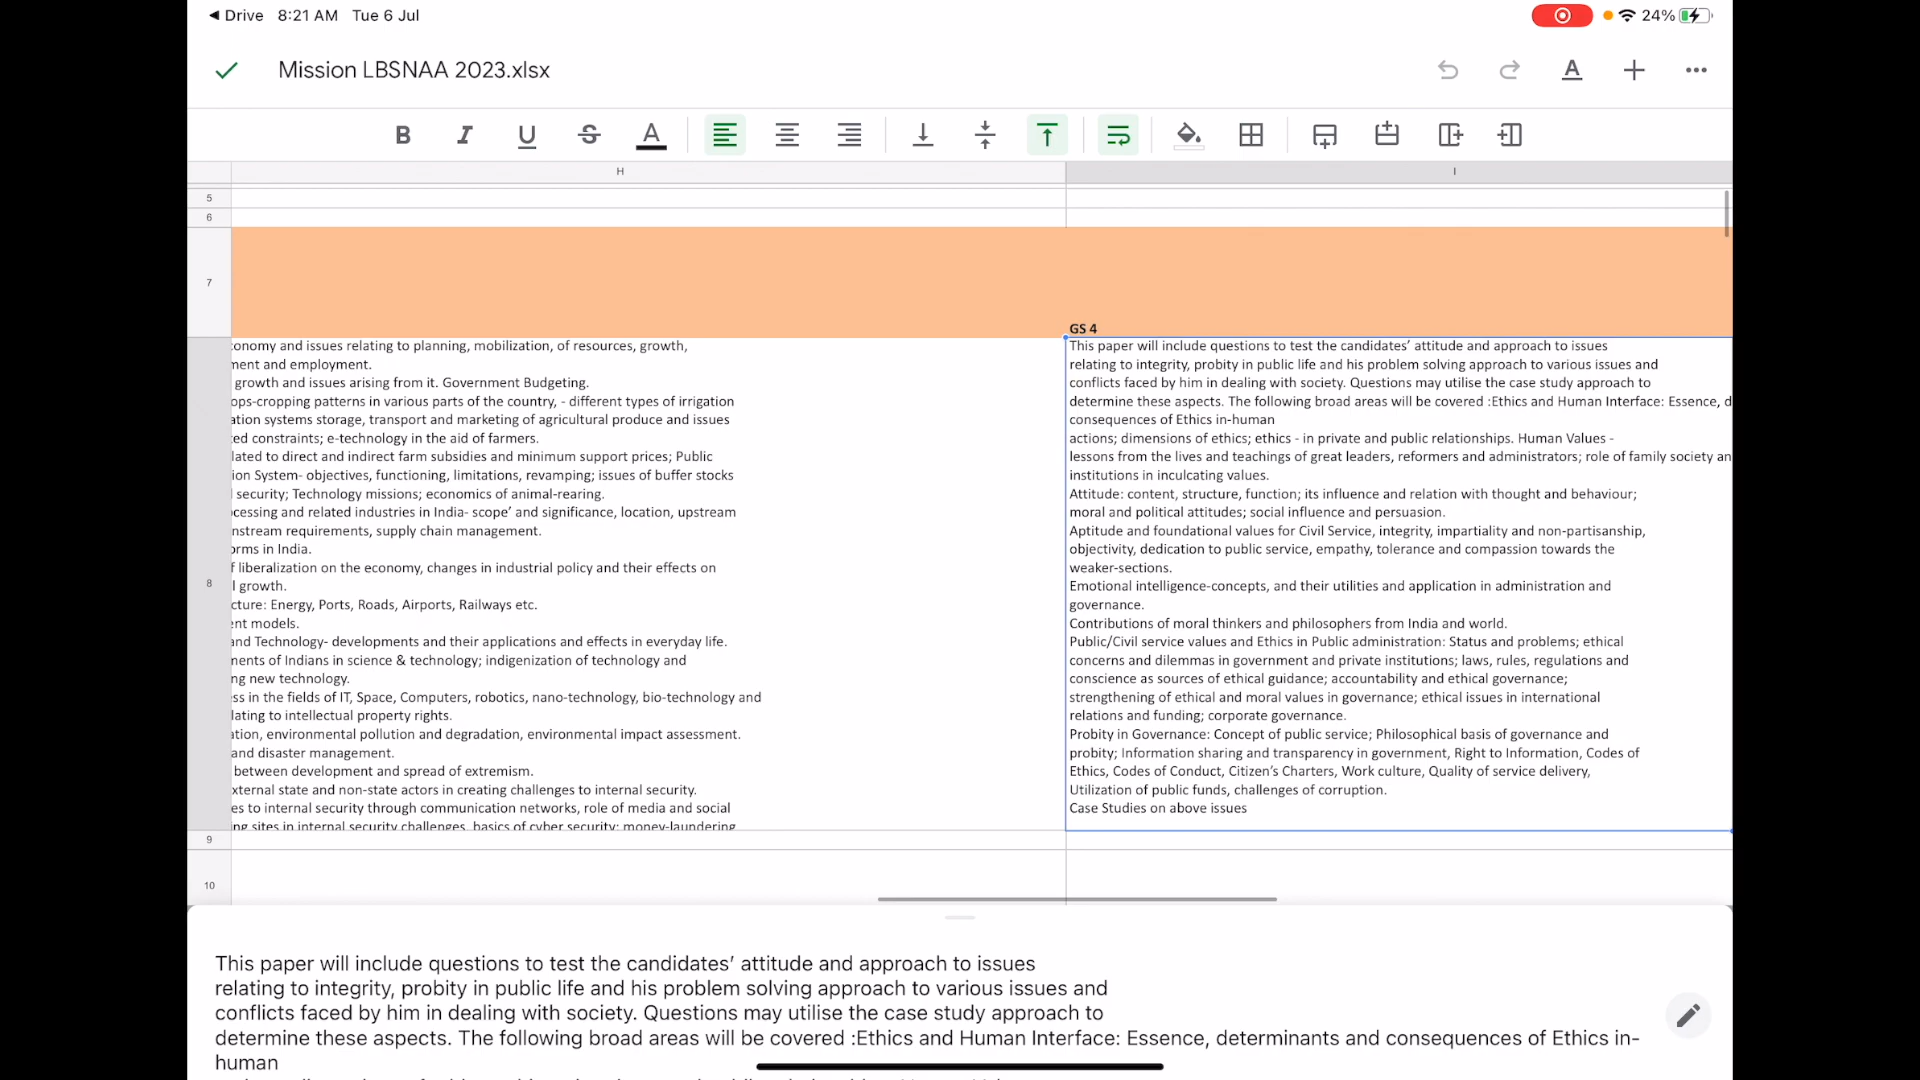 Drive 8:21 AM Tue 6 Jul 24%
Mission LBSNAA 2023.xlsx
A
B I U S A
H I
5
6
7
GS 4
8
conomy and issues relating to planning, mobilization, of resources, growth,
ment and employment.
growth and issues arising from it. Government Budgeting.
ops-cropping patterns in various parts of the country, - different types of irrigation
ation systems storage, transport and marketing of agricultural produce and issues
ed constraints; e-technology in the aid of farmers.
lated to direct and indirect farm subsidies and minimum support prices; Public
ion System- objectives, functioning, limitations, revamping; issues of buffer stocks
security; Technology missions; economics of animal-rearing.
cessing and related industries in India- scope’ and significance, location, upstream
nstream requirements, supply chain management.
orms in India.
f liberalization on the economy, changes in industrial policy and their effects on
l growth.
cture: Energy, Ports, Roads, Airports, Railways etc.
ent models.
and Technology- developments and their applications and effects in everyday life.
nents of Indians in science & technology; indigenization of technology and
ng new technology.
ss in the fields of IT, Space, Computers, robotics, nano-technology, bio-technology and
lating to intellectual property rights.
ation, environmental pollution and degradation, environmental impact assessment.
and disaster management.
between development and spread of extremism.
xternal state and non-state actors in creating challenges to internal security.
es to internal security through communication networks, role of media and social
ng sites in internal security challenges, basics of cyber security; money-laundering
This paper will include questions to test the candidates’ attitude and approach to issues
relating to integrity, probity in public life and his problem solving approach to various issues and
conflicts faced by him in dealing with society. Questions may utilise the case study approach to
determine these aspects. The following broad areas will be covered :Ethics and Human Interface: Essence, d
consequences of Ethics in-human
actions; dimensions of ethics; ethics - in private and public relationships. Human Values -
lessons from the lives and teachings of great leaders, reformers and administrators; role of family society an
institutions in inculcating values.
Attitude: content, structure, function; its influence and relation with thought and behaviour;
moral and political attitudes; social influence and persuasion.
Aptitude and foundational values for Civil Service, integrity, impartiality and non-partisanship,
objectivity, dedication to public service, empathy, tolerance and compassion towards the
weaker-sections.
Emotional intelligence-concepts, and their utilities and application in administration and
governance.
Contributions of moral thinkers and philosophers from India and world.
Public/Civil service values and Ethics in Public administration: Status and problems; ethical
concerns and dilemmas in government and private institutions; laws, rules, regulations and
conscience as sources of ethical guidance; accountability and ethical governance;
strengthening of ethical and moral values in governance; ethical issues in international
relations and funding; corporate governance.
Probity in Governance: Concept of public service; Philosophical basis of governance and
probity; Information sharing and transparency in government, Right to Information, Codes of
Ethics, Codes of Conduct, Citizen’s Charters, Work culture, Quality of service delivery,
Utilization of public funds, challenges of corruption.
Case Studies on above issues
9
10
This paper will include questions to test the candidates’ attitude and approach to issues
relating to integrity, probity in public life and his problem solving approach to various issues and
conflicts faced by him in dealing with society. Questions may utilise the case study approach to
determine these aspects. The following broad areas will be covered :Ethics and Human Interface: Essence, determinants and consequences of Ethics in-
human